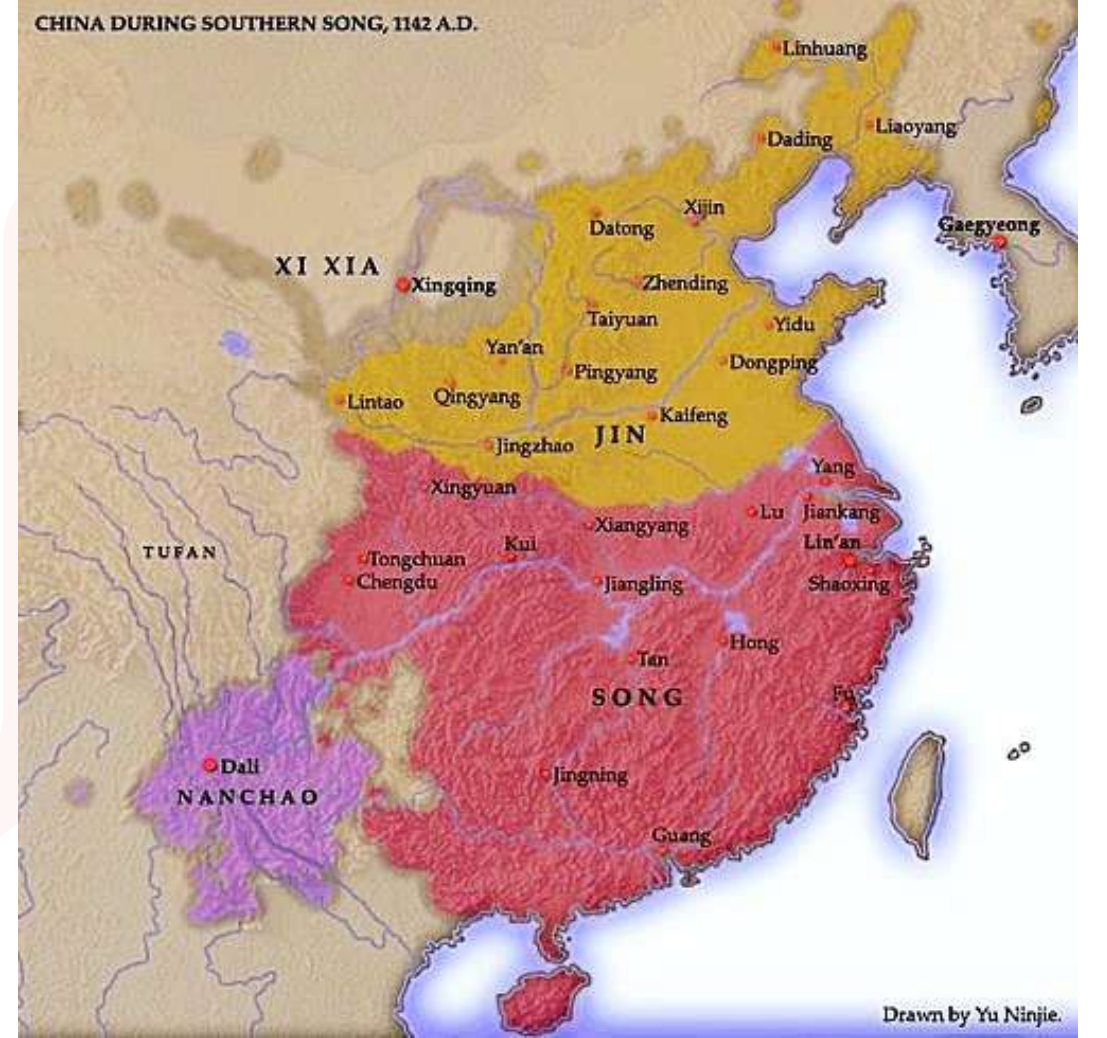 CHINA DURING SOUTHERN SONG, 1142 A.D.
Linhuang
Liaoyang
Dading
Xijin
Datong
Gaegyeong
XI XIA
Xingqing
Zhending
Taiyuan
Yidu
Yan'an
Pingyang
Dongping
Qingyang
Lintao
Kaifeng
JIN
Jingzhao
Yang
Xingyuan
Lu
Jiankang
Xiangyang
Kui
Lin'an
TUFAN
Tongchuan
Chengdu
Jiangling
Shaoxing
Hong
Tan
SONG
Fu
Dali
Jingning
NANCHAO
Guang
Drawn by Yu Ninjie.